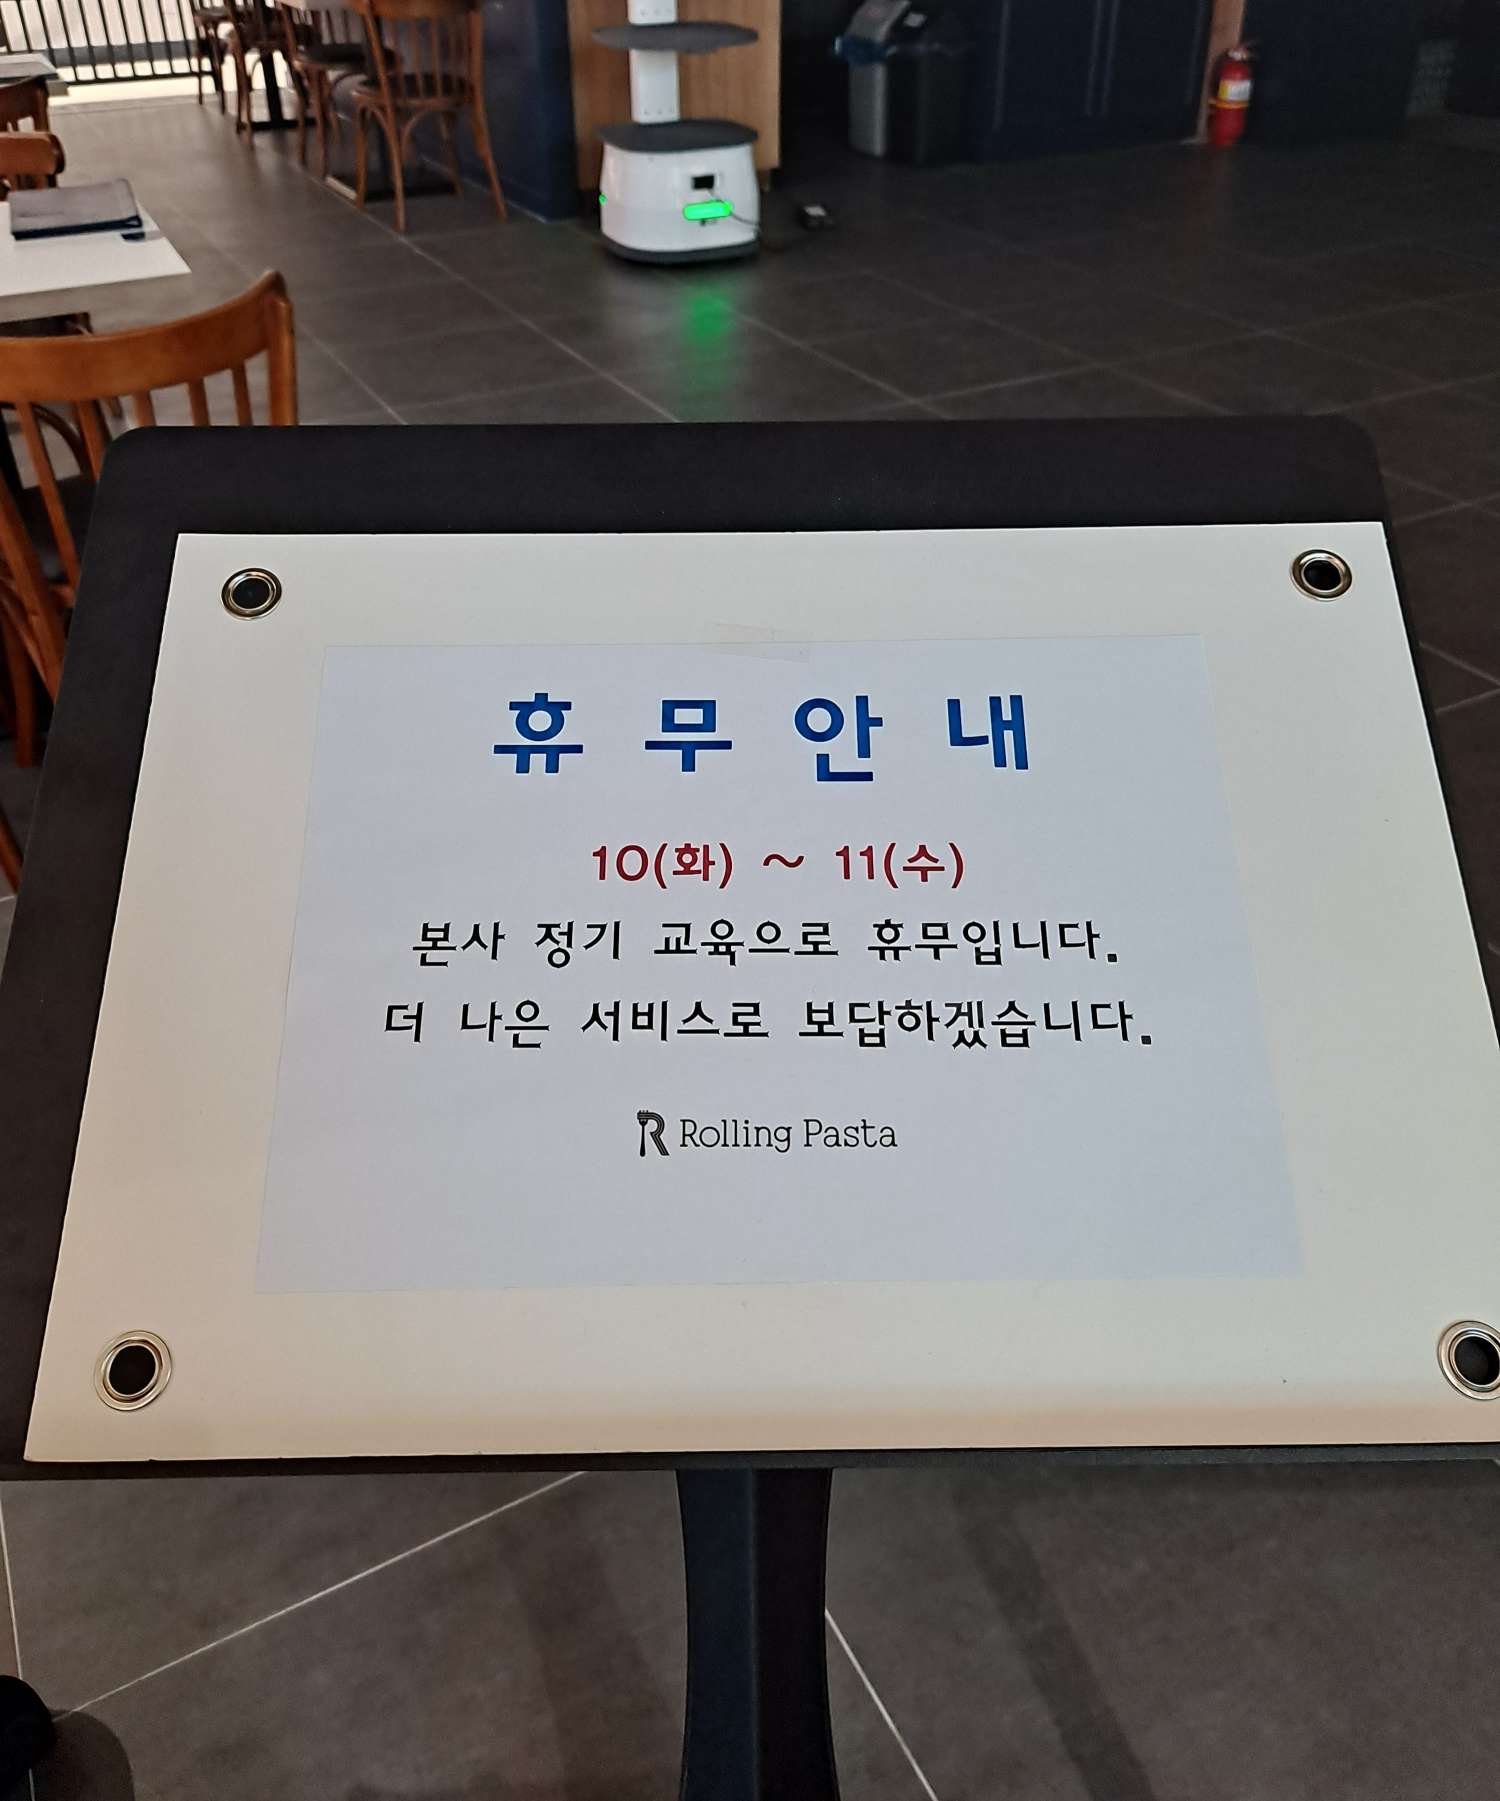 휴 무 안 내
10(화) ~ 11(수)
본사 정기 교육으로 휴무입니다.
더 나은 서비스로 보답하겠습니다.
Rolling Pasta